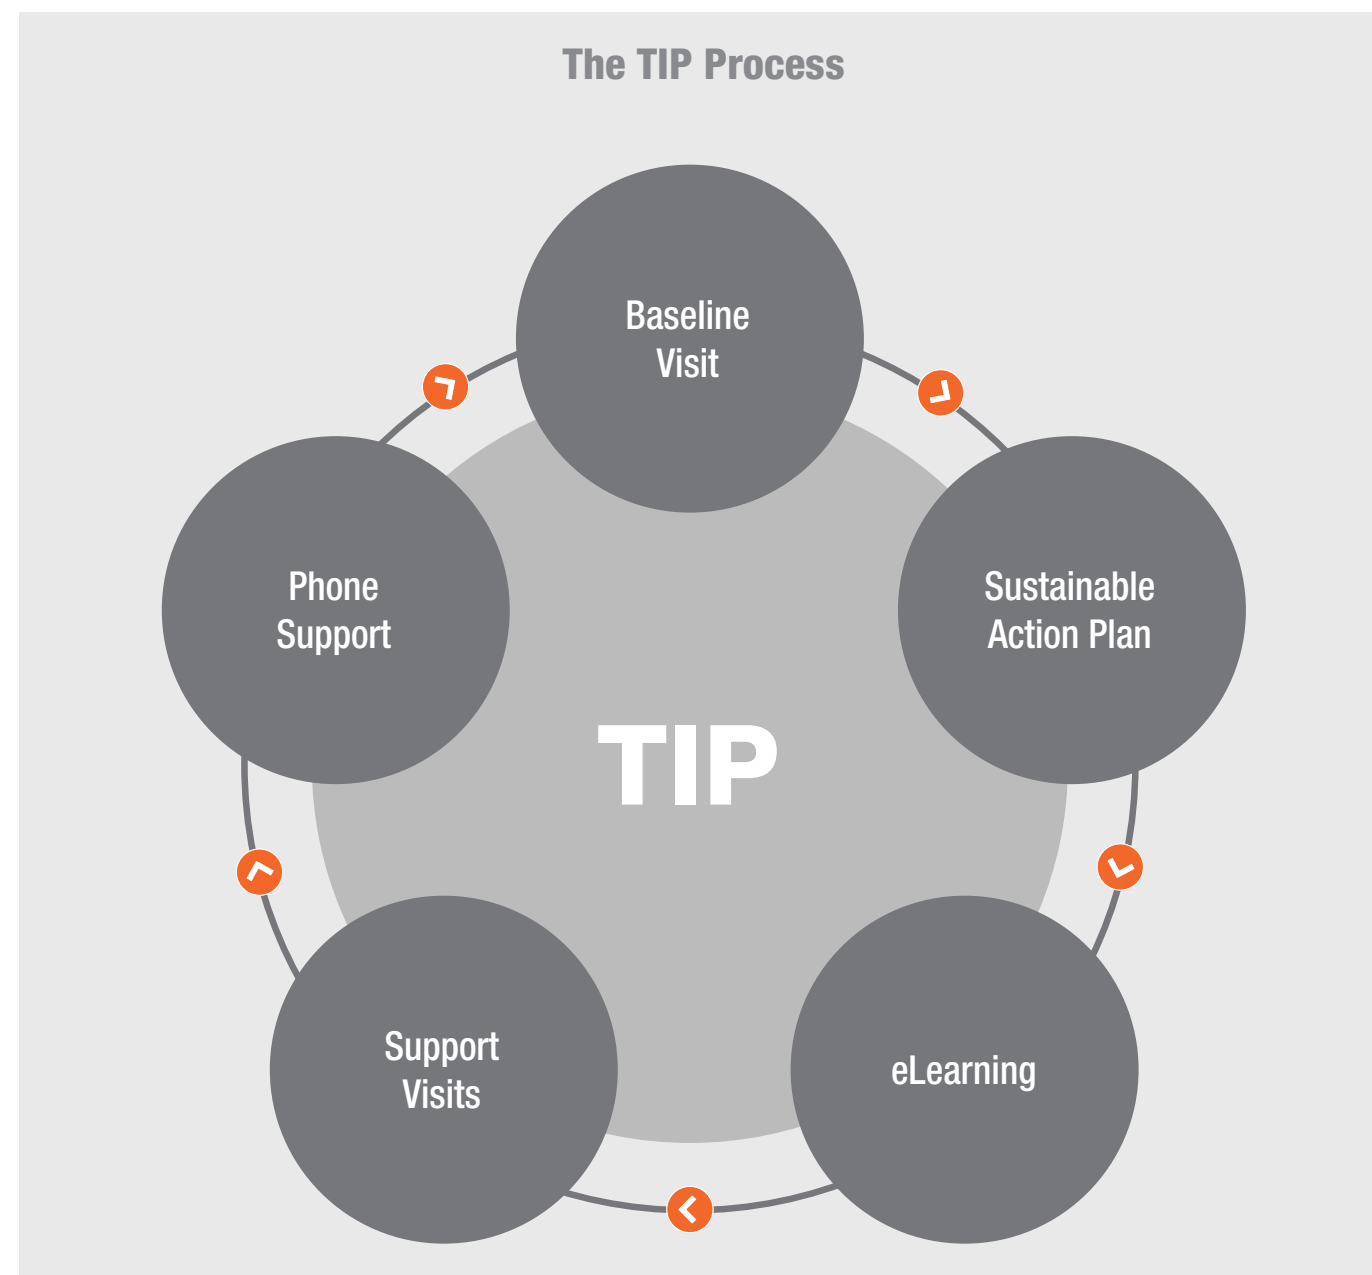 The TIP Process
Baseline
Visit
Phone
Support
Sustainable
Action Plan
TIP
Support
Visits
eLearning